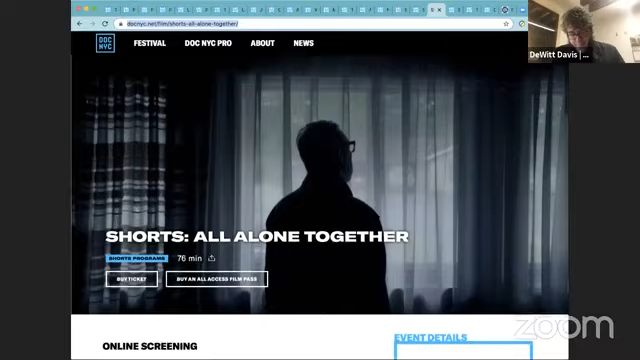 docnyc.net/film/shorts-all-alone-together/
DOC
NYC
FESTIVAL
DOC NYC PRO
ABOUT
NEWS
DeWitt Davis | ...
SHORTS: ALL ALONE TOGETHER
SHORTS PROGRAMS
76 min
BUY TICKET
BUY AN ALL ACCESS FILM PASS
ONLINE SCREENING
EVENT DETAILS
zoom